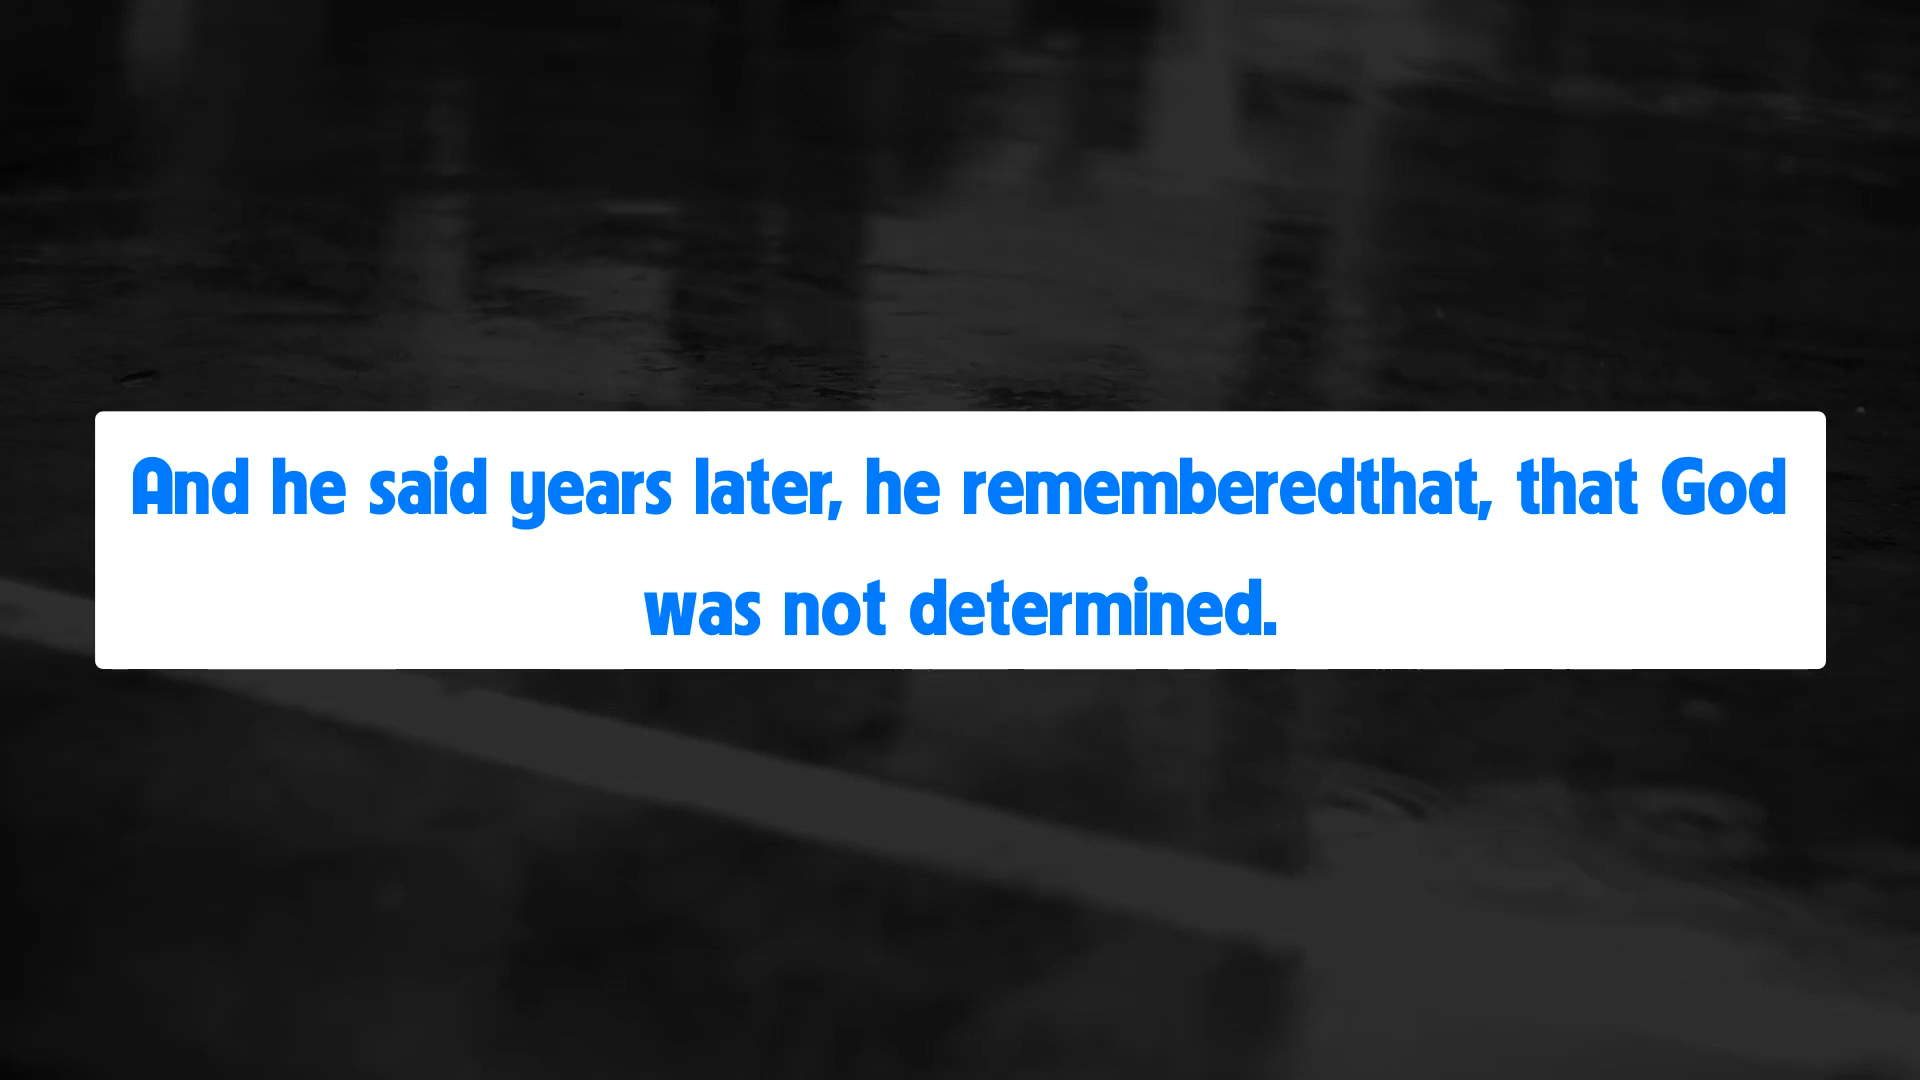 And he said years later, he rememberedthat, that God
was not determined.